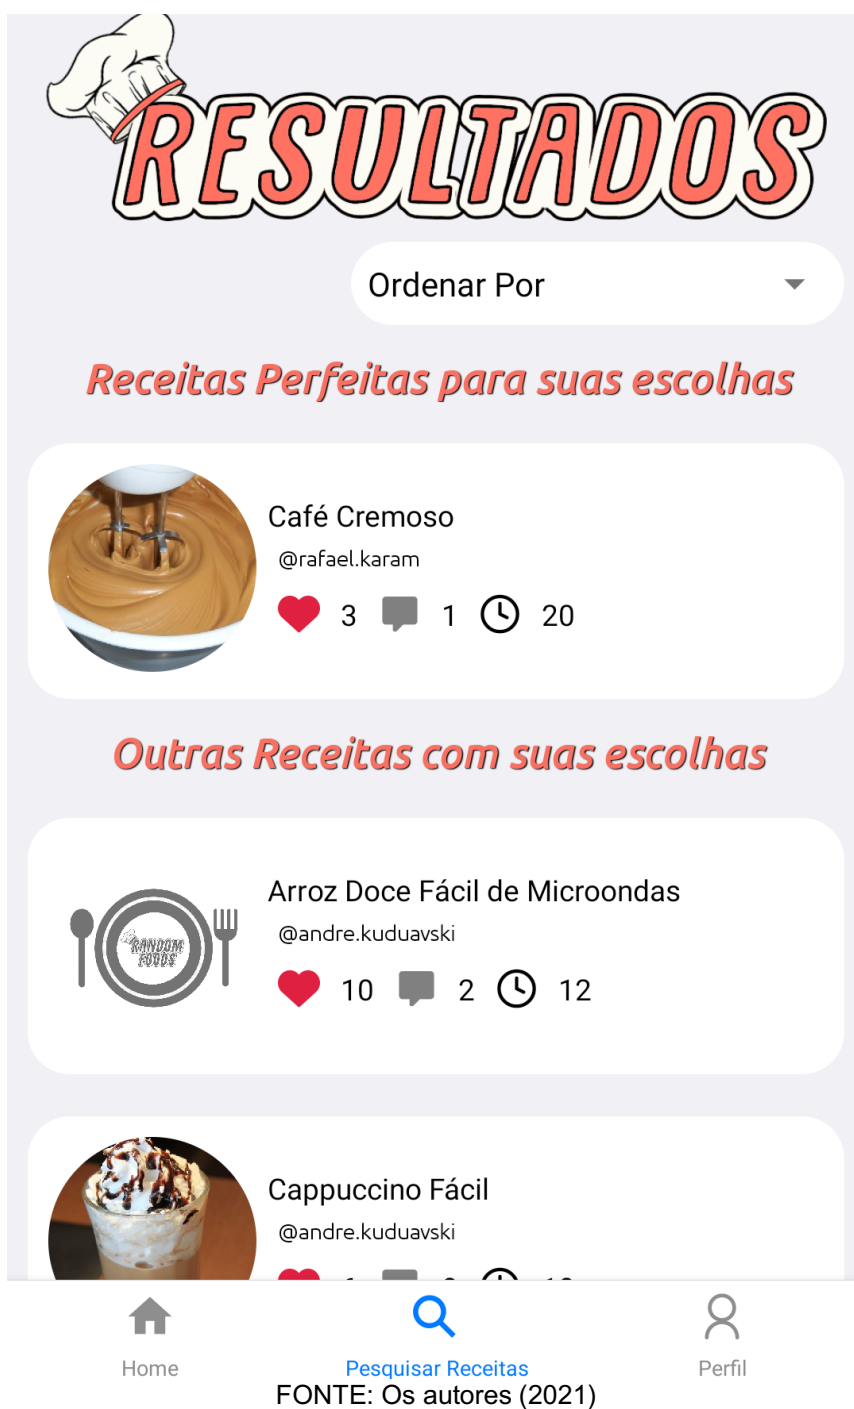 RESULTADOS
Ordenar Por
Receitas Perfeitas para suas escolhas
Café Cremoso
@rafael.karam
3 1 20
Outras Receitas com suas escolhas
Arroz Doce Fácil de Microondas
@andre.kuduavski
RANDOM
FOODS
10 2 12
Cappuccino Fácil
@andre.kuduavski
Home Pesquisar Receitas Perfil
FONTE: Os autores (2021)